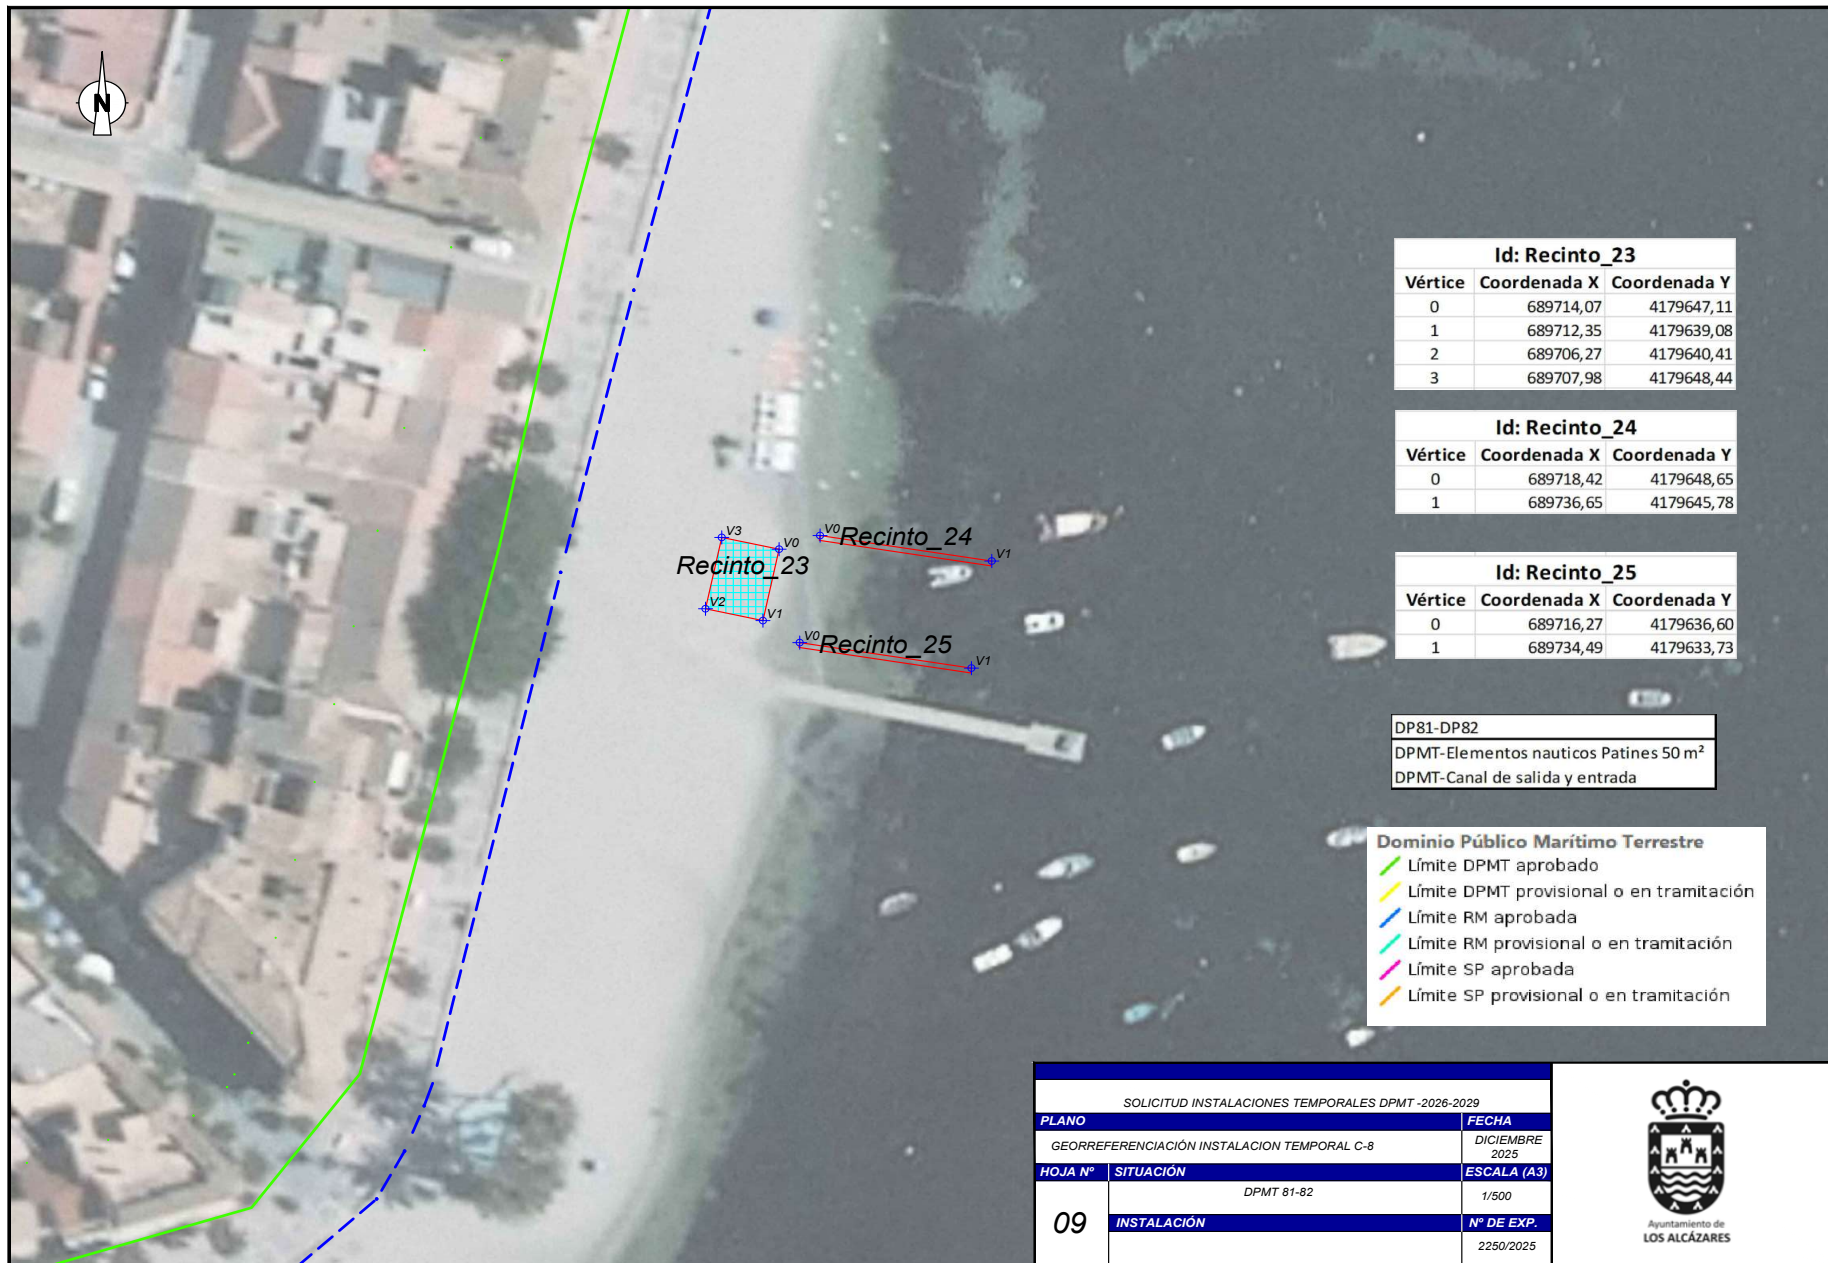 N
Id: Recinto_23
Vértice Coordenada X Coordenada Y
0 689714,07 4179647,11
1 689712,35 4179639,08
2 689706,27 4179640,41
3 689707,98 4179648,44
Id: Recinto_24
Vértice Coordenada X Coordenada Y
0 689718,42 4179648,65
1 689736,65 4179645,78
Id: Recinto_25
Vértice Coordenada X Coordenada Y
0 689716,27 4179636,60
1 689734,49 4179633,73
V3
V0
Recinto_23
V2
V1
V0
Recinto_24
V1
V0
Recinto_25
V1
DP81-DP82
DPMT-Elementos nauticos Patines 50 m²
DPMT-Canal de salida y entrada
Dominio Público Marítimo Terrestre
Límite DPMT aprobado
Límite DPMT provisional o en tramitación
Límite RM aprobada
Límite RM provisional o en tramitación
Límite SP aprobada
Límite SP provisional o en tramitación
SOLICITUD INSTALACIONES TEMPORALES DPMT -2026-2029
PLANO FECHA
GEORREFERENCIACIÓN INSTALACION TEMPORAL C-8
DICIEMBRE
2025
HOJA Nº SITUACIÓN ESCALA (A3)
DPMT 81-82 1/500
09
INSTALACIÓN Nº DE EXP.
2250/2025
Ayuntamiento de
LOS ALCÁZARES